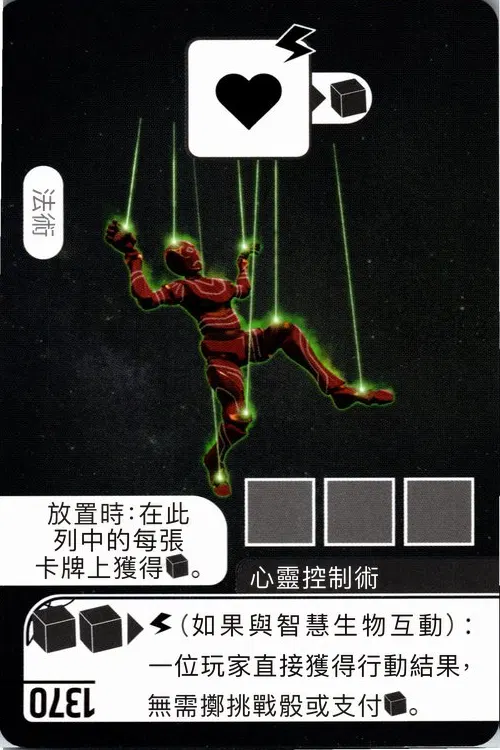 法術
放置時：在此
列中的每張
卡牌上獲得。
心靈控制術
（如果與智慧生物互動）：
一位玩家直接獲得行動結果，
無需擲挑戰骰或支付。
1370